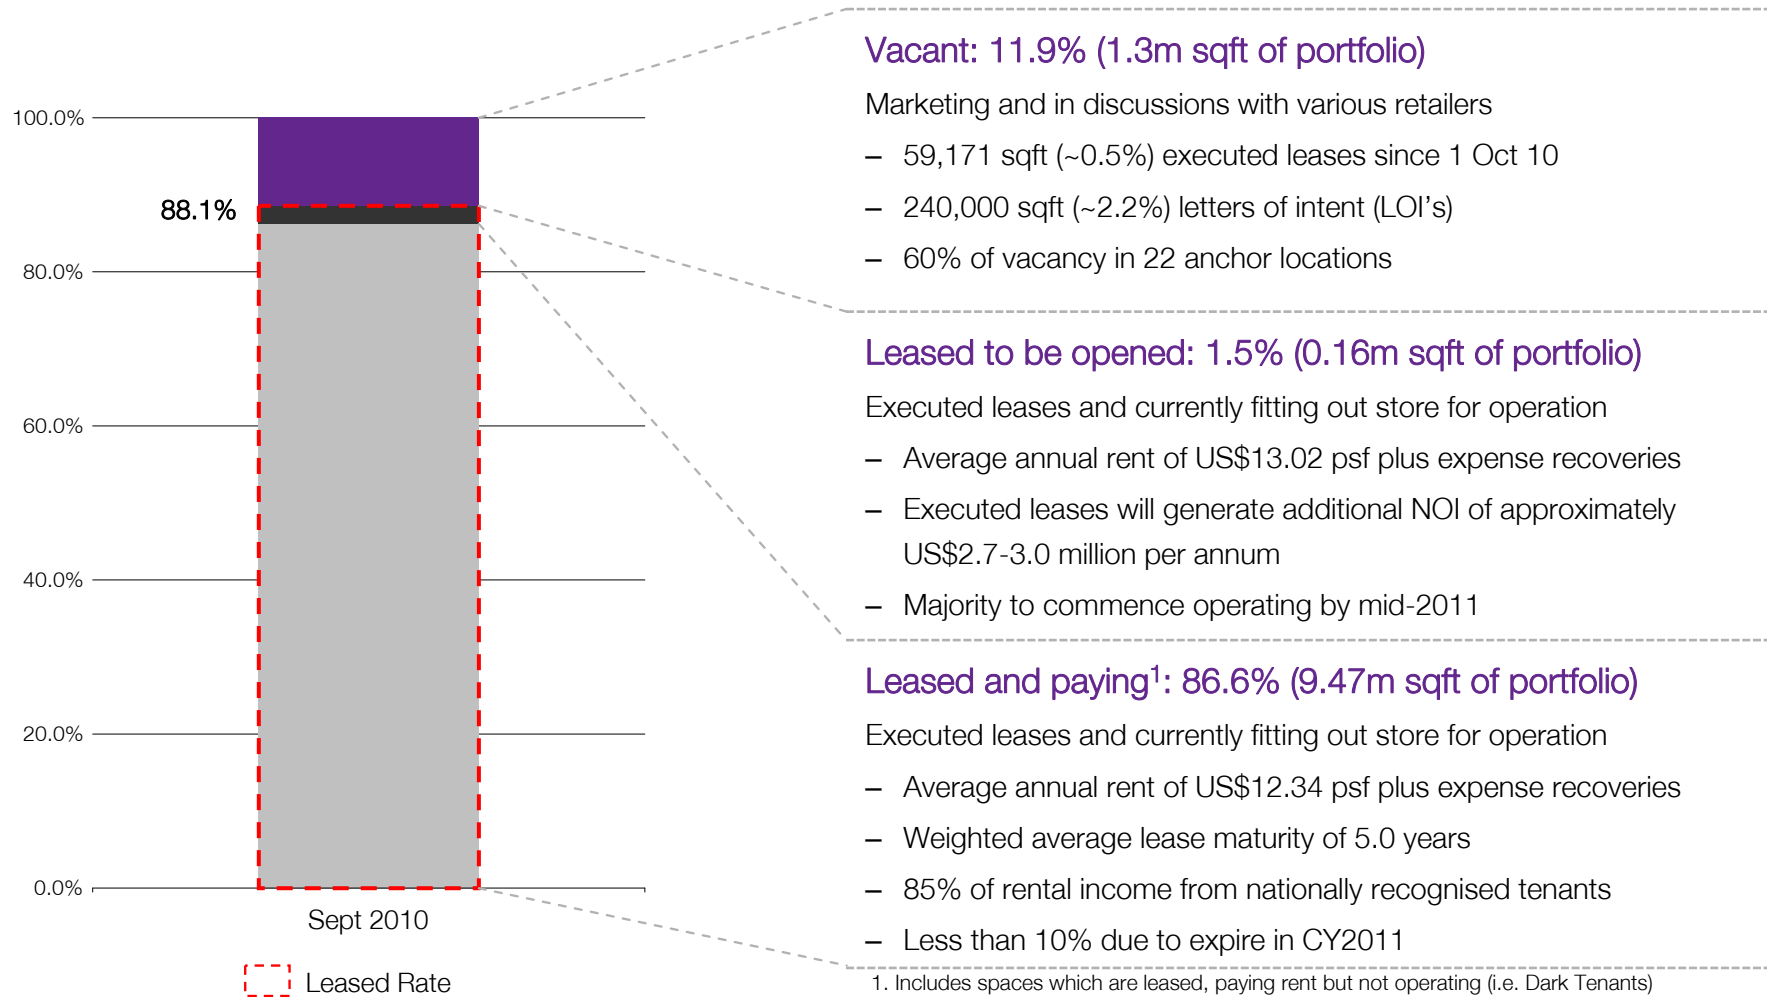 100.0%
88.1%
80.0%
60.0%
40.0%
20.0%
0.0%
Sept 2010
Leased Rate
Vacant: 11.9% (1.3m sqft of portfolio)
Marketing and in discussions with various retailers
– 59,171 sqft (~0.5%) executed leases since 1 Oct 10
– 240,000 sqft (~2.2%) letters of intent (LOI's)
– 60% of vacancy in 22 anchor locations
Leased to be opened: 1.5% (0.16m sqft of portfolio)
Executed leases and currently fitting out store for operation
– Average annual rent of US$13.02 psf plus expense recoveries
– Executed leases will generate additional NOI of approximately
US$2.7-3.0 million per annum
– Majority to commence operating by mid-2011
Leased and paying¹: 86.6% (9.47m sqft of portfolio)
Executed leases and currently fitting out store for operation
– Average annual rent of US$12.34 psf plus expense recoveries
– Weighted average lease maturity of 5.0 years
– 85% of rental income from nationally recognised tenants
– Less than 10% due to expire in CY2011
1. Includes spaces which are leased, paying rent but not operating (i.e. Dark Tenants)